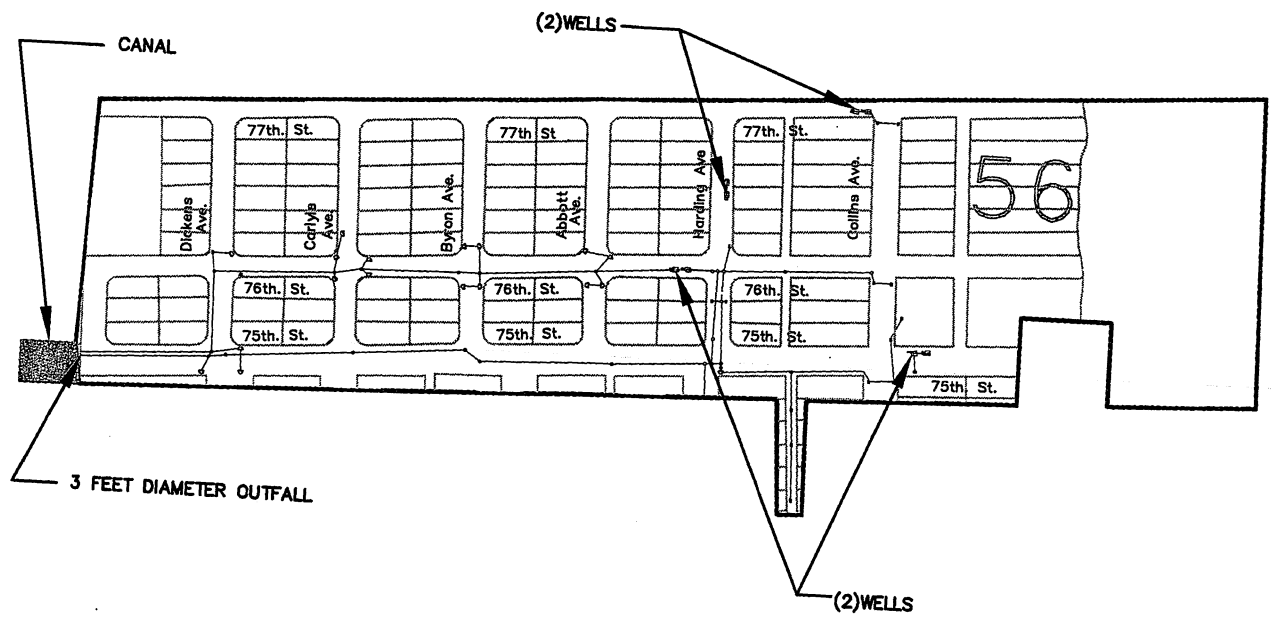 (2)WELLS
CANAL
77th. St.
77th St
77th. St.
56
Dickens
Ave.
Carlyle
Ave.
Byron Ave.
Abbott
Ave.
Harding Ave
Collins Ave.
76th. St.
76th. St.
76th. St.
75th. St.
75th. St.
75th. St.
75th. St.
3 FEET DIAMETER OUTFALL
(2)WELLS